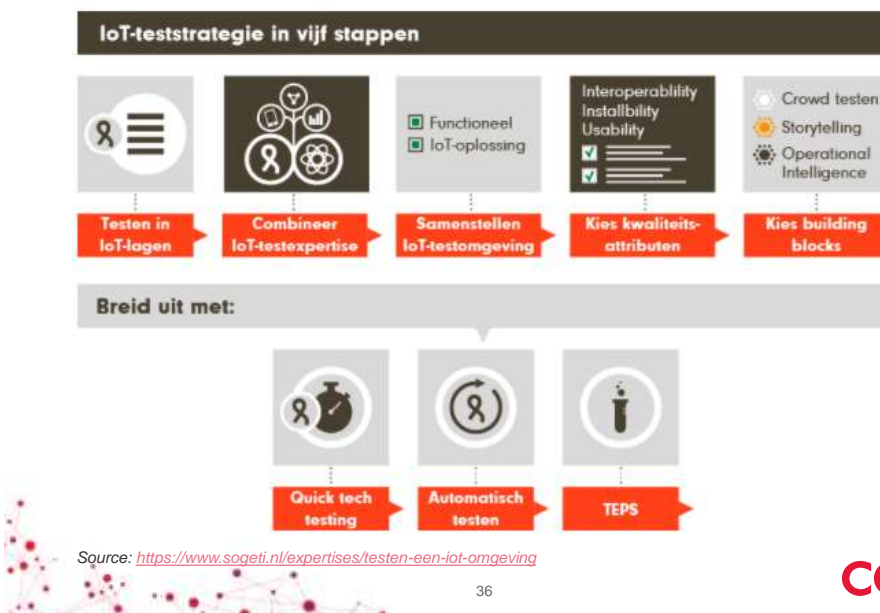 IoT-teststrategie in vijf stappen
Functioneel
IoT-oplossing
Interoperablility
Installbility
Usability
Crowd testen
Storytelling
Operational
Intelligence
Testen in
IoT-lagen
Combineer
IoT-testexpertise
Samenstellen
IoT-testomgeving
Kies kwaliteits-
attributen
Kies building
blocks
Breid uit met:
Quick tech
testing
Automatisch
testen
TEPS
Source: https://www.sogeti.nl/expertises/testen-een-iot-omgeving
36